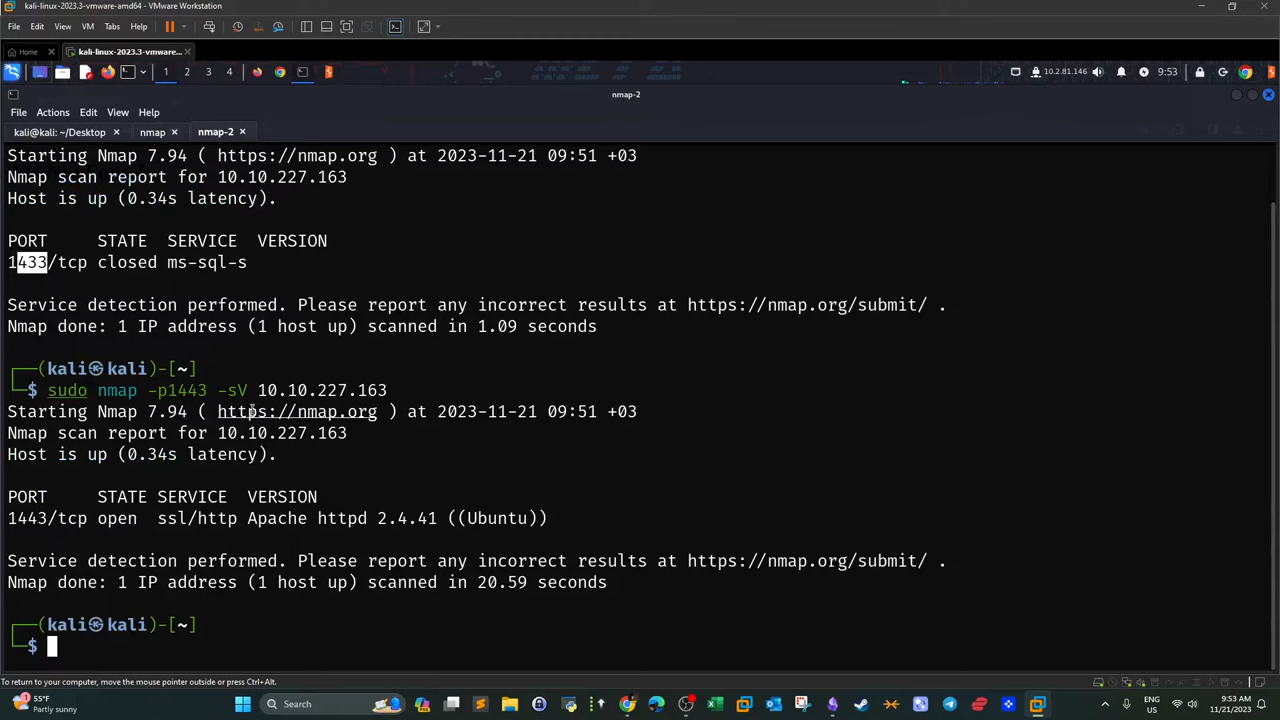 kali-linux-2023.3-vmware-amd64 - VMware Workstation
File Edit View VM Tabs Help
Home
kali-linux-2023.3-vmware...
1 2 3 4
10.2.81.146
9:53
nmap-2
File Actions Edit View Help
kali@kali: ~/Desktop
nmap
nmap-2
Starting Nmap 7.94 ( https://nmap.org ) at 2023-11-21 09:51 +03
Nmap scan report for 10.10.227.163
Host is up (0.34s latency).
PORT STATE SERVICE VERSION
1433/tcp closed ms-sql-s
Service detection performed. Please report any incorrect results at https://nmap.org/submit/ .
Nmap done: 1 IP address (1 host up) scanned in 1.09 seconds
┌──(kali㉿kali)-[~]
└─$ sudo nmap -p1443 -sV 10.10.227.163
Starting Nmap 7.94 ( https://nmap.org ) at 2023-11-21 09:51 +03
Nmap scan report for 10.10.227.163
Host is up (0.34s latency).
PORT STATE SERVICE VERSION
1443/tcp open ssl/http Apache httpd 2.4.41 ((Ubuntu))
Service detection performed. Please report any incorrect results at https://nmap.org/submit/ .
Nmap done: 1 IP address (1 host up) scanned in 20.59 seconds
┌──(kali㉿kali)-[~]
└─$
To return to your computer, move the mouse pointer outside or press Ctrl+Alt.
55°F
Partly sunny
Search
ENG
US
9:53 AM
11/21/2023